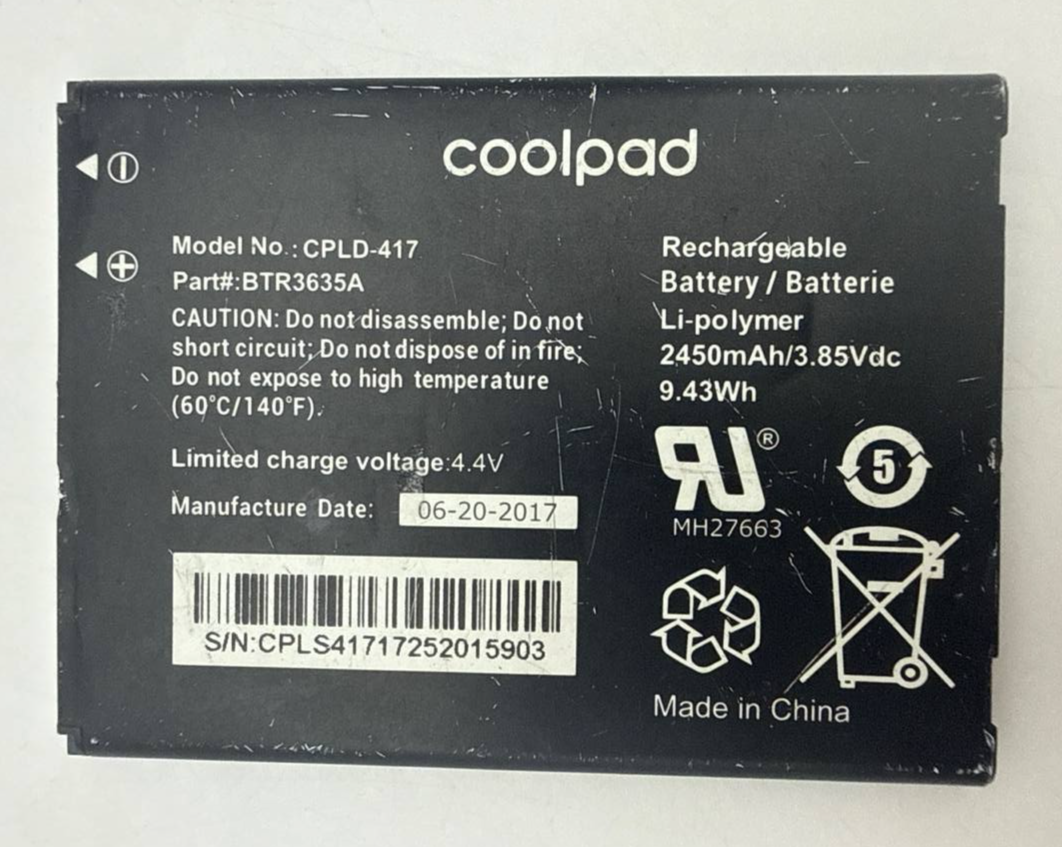 coolpad
Model No.: CPLD-417
Part#:BTR3635A
CAUTION: Do not disassemble; Do not
short circuit; Do not dispose of in fire;
Do not expose to high temperature
(60°C/140°F).
Limited charge voltage:4.4V
Manufacture Date: 06-20-2017
S/N:CPLS41717252015903
Rechargeable
Battery / Batterie
Li-polymer
2450mAh/3.85Vdc
9.43Wh
RU®
MH27663
5
Made in China